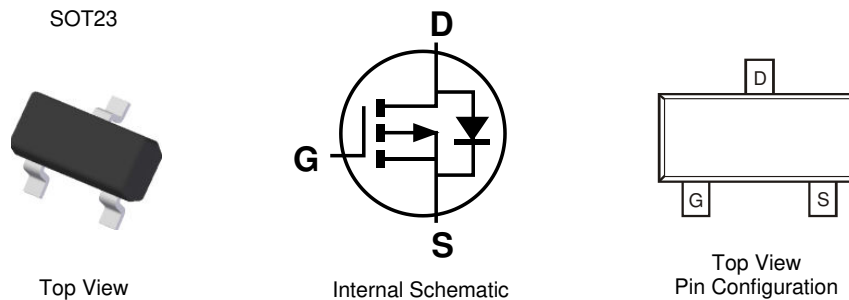 SOT23
D
G
S
D
G
S
Top View
Internal Schematic
Top View
Pin Configuration